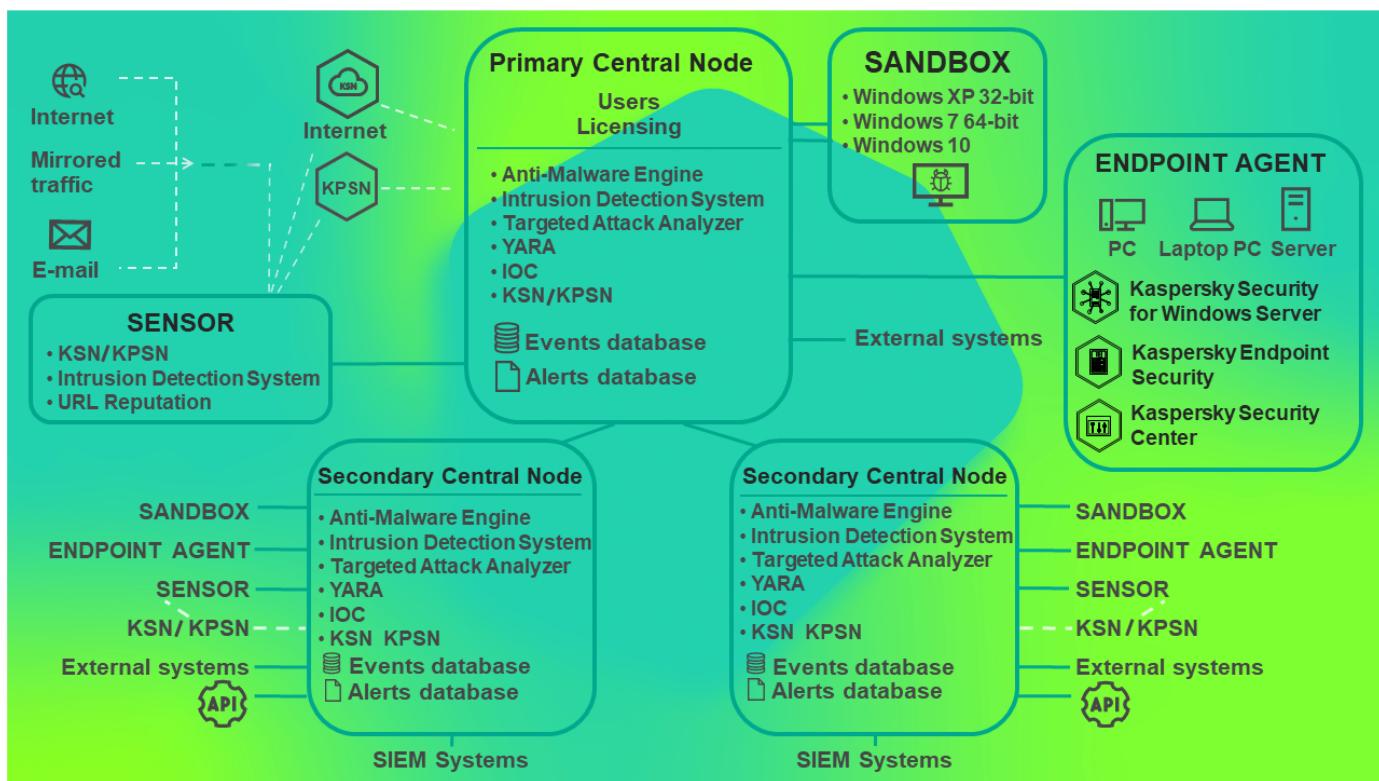 Internet
Mirrored
traffic
E-mail
KSN
Internet
KPSN
SENSOR
• KSN/KPSN
• Intrusion Detection System
• URL Reputation
Primary Central Node
Users
Licensing
• Anti-Malware Engine
• Intrusion Detection System
• Targeted Attack Analyzer
• YARA
• IOC
• KSN/KPSN
Events database
Alerts database
SANDBOX
• Windows XP 32-bit
• Windows 7 64-bit
• Windows 10
External systems
ENDPOINT AGENT
PC Laptop PC Server
Kaspersky Security
for Windows Server
Kaspersky Endpoint
Security
Kaspersky Security
Center
SANDBOX
ENDPOINT AGENT
SENSOR
KSN/KPSN
External systems
API
Secondary Central Node
• Anti-Malware Engine
• Intrusion Detection System
• Targeted Attack Analyzer
• YARA
• IOC
• KSN KPSN
Events database
Alerts database
SIEM Systems
Secondary Central Node
• Anti-Malware Engine
• Intrusion Detection System
• Targeted Attack Analyzer
• YARA
• IOC
• KSN KPSN
Events database
Alerts database
SIEM Systems
SANDBOX
ENDPOINT AGENT
SENSOR
KSN/KPSN
External systems
API